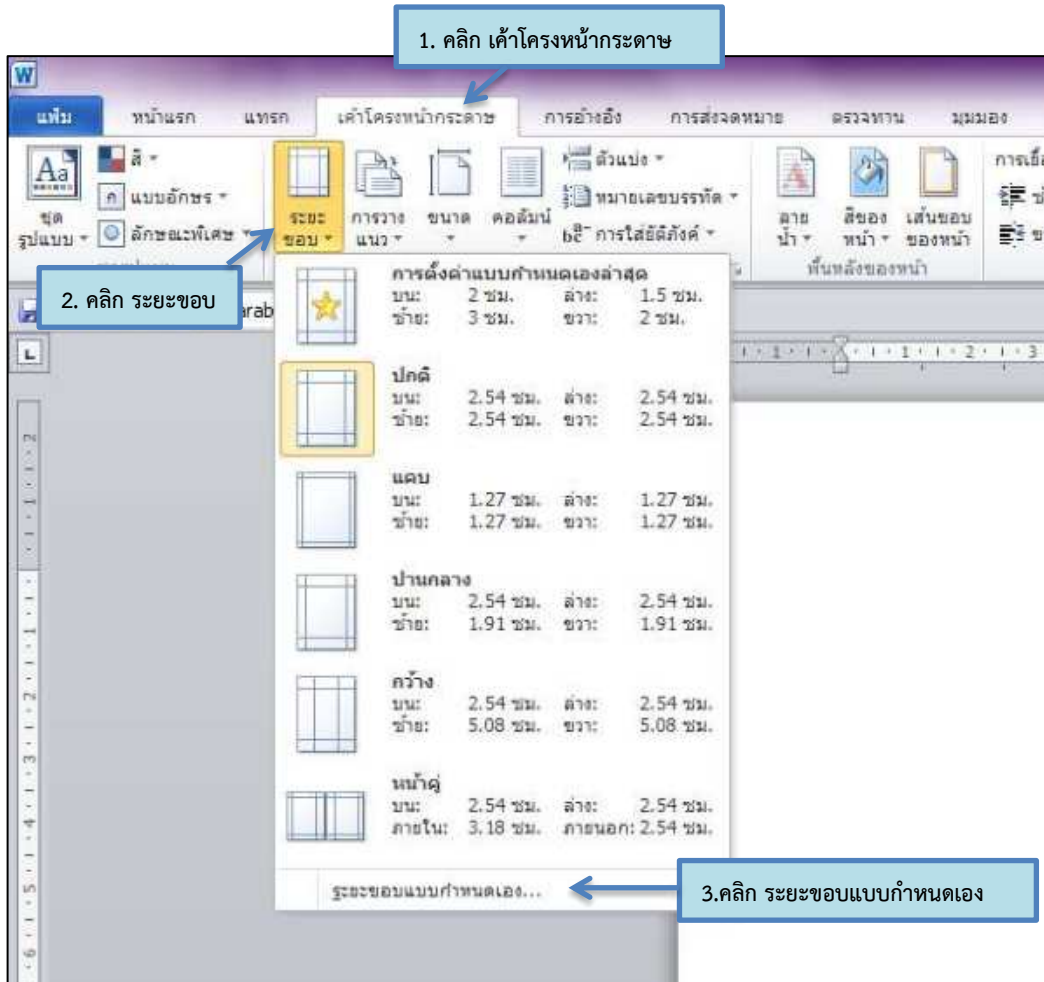 1. คลิก เค้าโครงหน้ากระดาษ
W
แฟ้ม หน้าแรก แทรก เค้าโครงหน้ากระดาษ การอ้างอิง การส่งจดหมาย ตรวจทาน มุมมอง
Aa สี
ก แบบอักษร
ลักษณะพิเศษ
ชุด
รูปแบบ
ระยะ
ขอบ
การวาง
แนว
ขนาด คอลัมน์
ตัวแบ่ง
หมายเลขบรรทัด
bc การใส่ยัติภังค์
ลาย
น้ำ
สีของ
หน้า
เส้นขอบ
ของหน้า
พื้นหลังของหน้า
2. คลิก ระยะขอบ
การตั้งค่าแบบกำหนดเองล่าสุด
บน: 2 ซม. ล่าง: 1.5 ซม.
ซ้าย: 3 ซม. ขวา: 2 ซม.
ปกติ
บน: 2.54 ซม. ล่าง: 2.54 ซม.
ซ้าย: 2.54 ซม. ขวา: 2.54 ซม.
แคบ
บน: 1.27 ซม. ล่าง: 1.27 ซม.
ซ้าย: 1.27 ซม. ขวา: 1.27 ซม.
ปานกลาง
บน: 2.54 ซม. ล่าง: 2.54 ซม.
ซ้าย: 1.91 ซม. ขวา: 1.91 ซม.
กว้าง
บน: 2.54 ซม. ล่าง: 2.54 ซม.
ซ้าย: 5.08 ซม. ขวา: 5.08 ซม.
หน้าคู่
บน: 2.54 ซม. ล่าง: 2.54 ซม.
ภายใน: 3.18 ซม. ภายนอก: 2.54 ซม.
ระยะขอบแบบกำหนดเอง...
3.คลิก ระยะขอบแบบกำหนดเอง